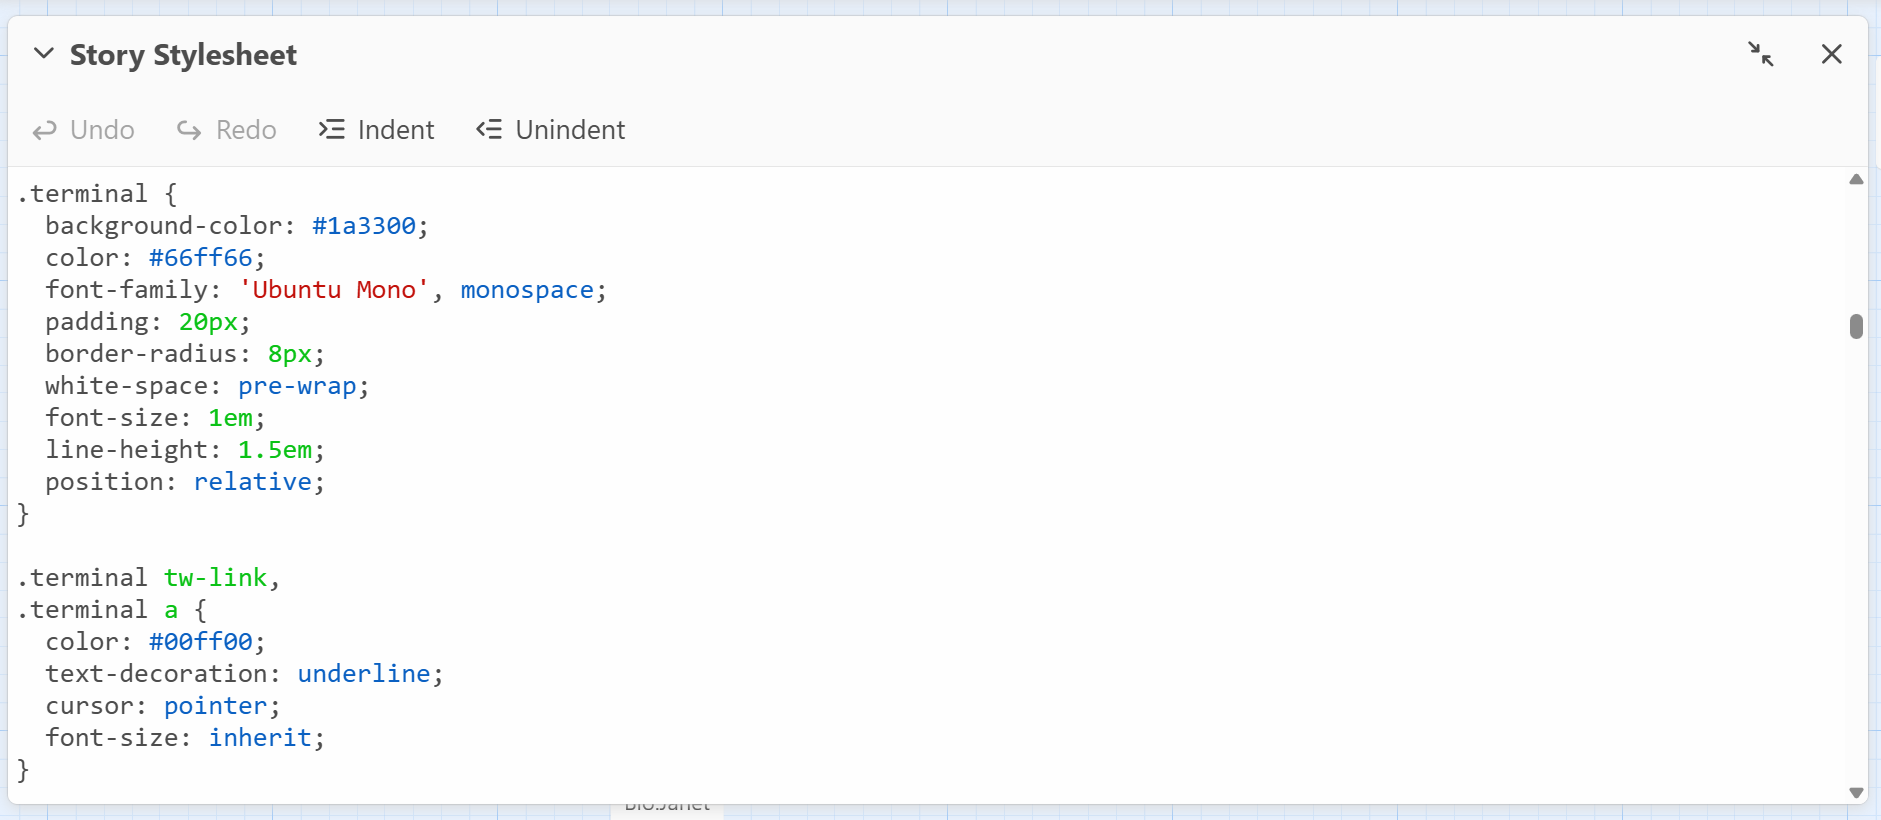 Story Stylesheet
Undo Redo Indent Unindent
.terminal {
  background-color: #1a3300;
  color: #66ff66;
  font-family: 'Ubuntu Mono', monospace;
  padding: 20px;
  border-radius: 8px;
  white-space: pre-wrap;
  font-size: 1em;
  line-height: 1.5em;
  position: relative;
}

.terminal tw-link,
.terminal a {
  color: #00ff00;
  text-decoration: underline;
  cursor: pointer;
  font-size: inherit;
}